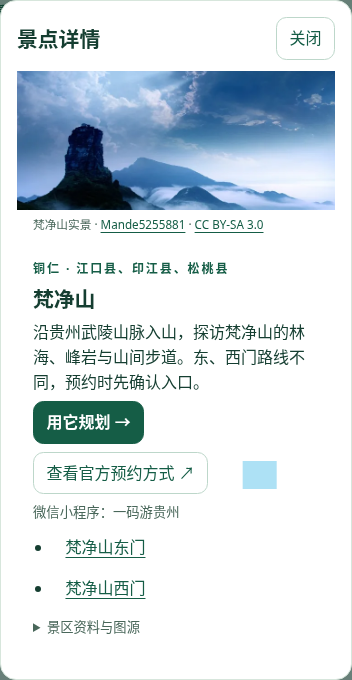 景点详情
关闭
梵净山实景 · Mande5255881 · CC BY-SA 3.0
铜仁 · 江口县、印江县、松桃县
梵净山
沿贵州武陵山脉入山，探访梵净山的林
海、峰岩与山间步道。东、西门路线不
同，预约时先确认入口。
用它规划 →
查看官方预约方式 ↗
微信小程序：一码游贵州
• 梵净山东门
• 梵净山西门
▶ 景区资料与图源